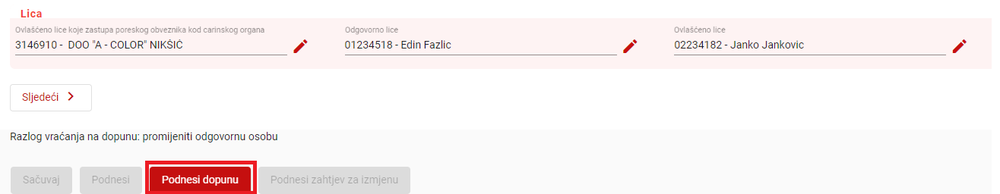 Lica
Ovlašćeno lice koje zastupa poreskog obveznika kod carinskog organa
Odgovorno lice
Ovlašćeno lice
3146910 - DOO "A - COLOR" NIKŠIĆ
01234518 - Edin Fazlic
02234182 - Janko Jankovic
Sljedeći
Razlog vraćanja na dopunu: promijeniti odgovornu osobu
Sačuvaj
Podnesi
Podnesi dopunu
Podnesi zahtjev za izmjenu